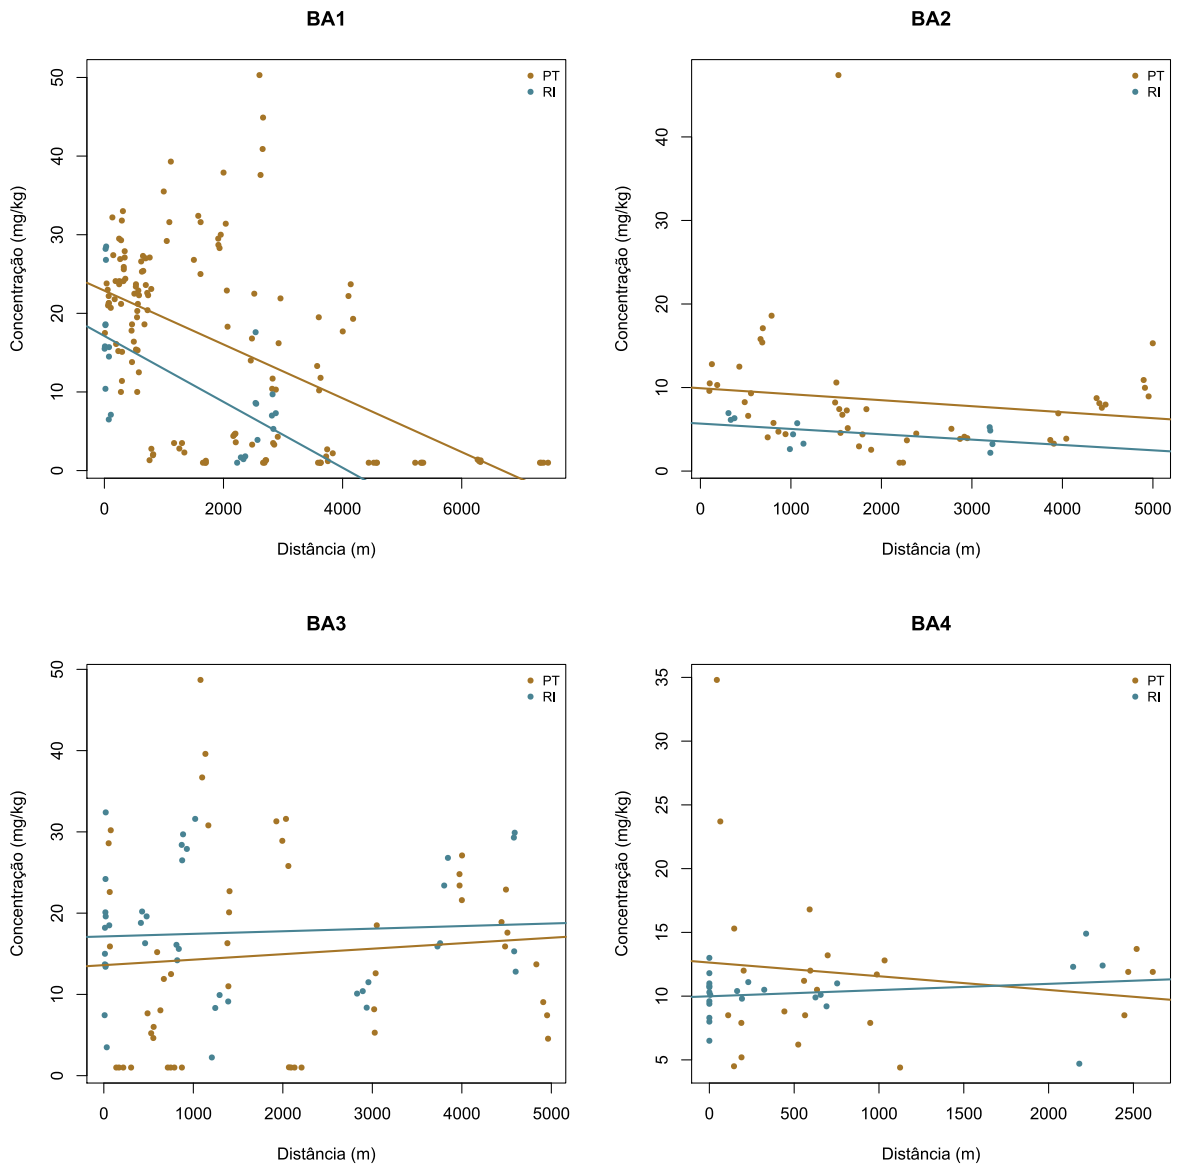 BA1
PT
RI
Concentração (mg/kg)
50
40
30
20
10
0
0 2000 4000 6000
Distância (m)
BA2
PT
RI
Concentração (mg/kg)
40
30
20
10
0
0 1000 2000 3000 4000 5000
Distância (m)
BA3
PT
RI
Concentração (mg/kg)
50
40
30
20
10
0
0 1000 2000 3000 4000 5000
Distância (m)
BA4
PT
RI
Concentração (mg/kg)
35
30
25
20
15
10
5
0 500 1000 1500 2000 2500
Distância (m)